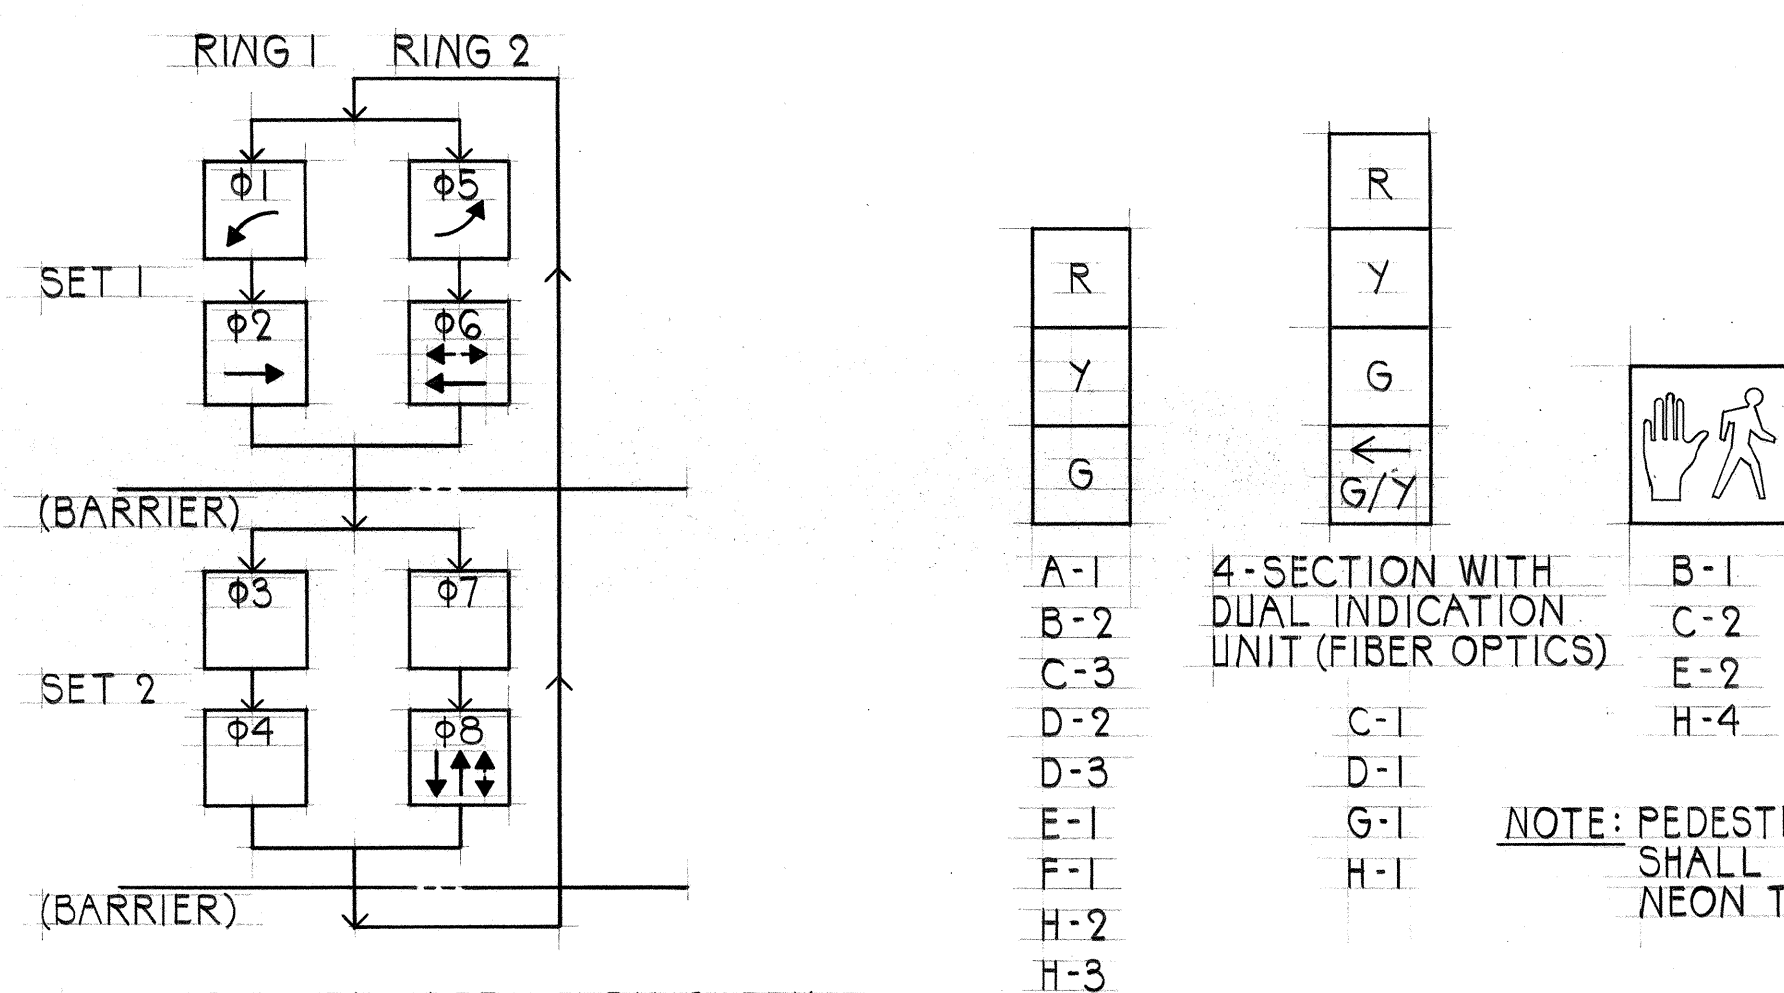 RING 1 RING 2
ϕ1 ϕ5
SET 1
ϕ2 ϕ6
(BARRIER)
ϕ3 ϕ7
SET 2
ϕ4 ϕ8
(BARRIER)
R
Y
G
A-1
B-2
C-3
D-2
D-3
E-1
F-1
H-2
H-3
R
Y
G
G/Y
4-SECTION WITH
DUAL INDICATION
UNIT (FIBER OPTICS)
C-1
D-1
G-1
H-1
B-1
C-2
E-2
H-4
NOTE:
SHALL
NEON